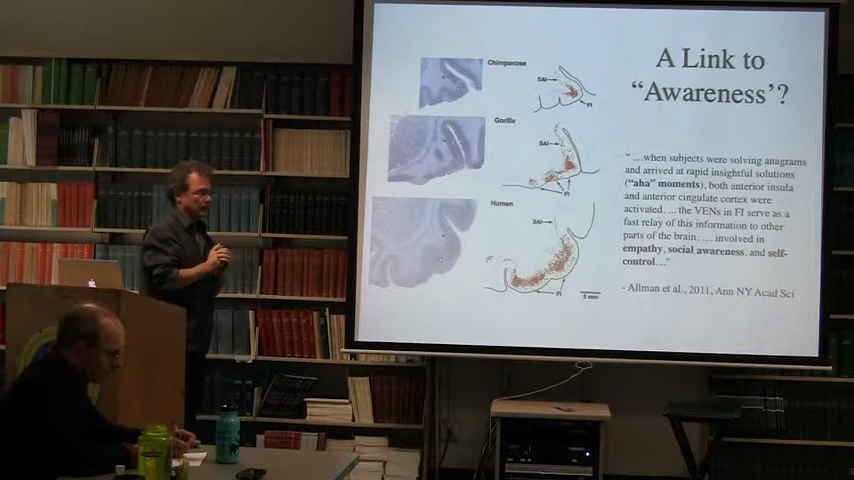 A Link to
“Awareness’?
Chimpanzee
SAI
FI
Gorilla
SAI
FI
Human
SAI
FI
5 mm
“ ....when subjects were solving anagrams
and arrived at rapid insightful solutions
(“aha” moments), both anterior insula
and anterior cingulate cortex were
activated. ... the VENs in FI serve as a
fast relay of this information to other
parts of the brain, .... involved in
empathy, social awareness, and self-
control....”
- Allman et al., 2011, Ann NY Acad Sci